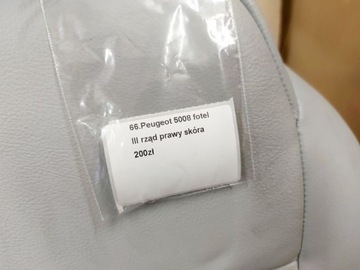 66.Peugeot 5008 fotel
III rząd prawy skóra
200zl